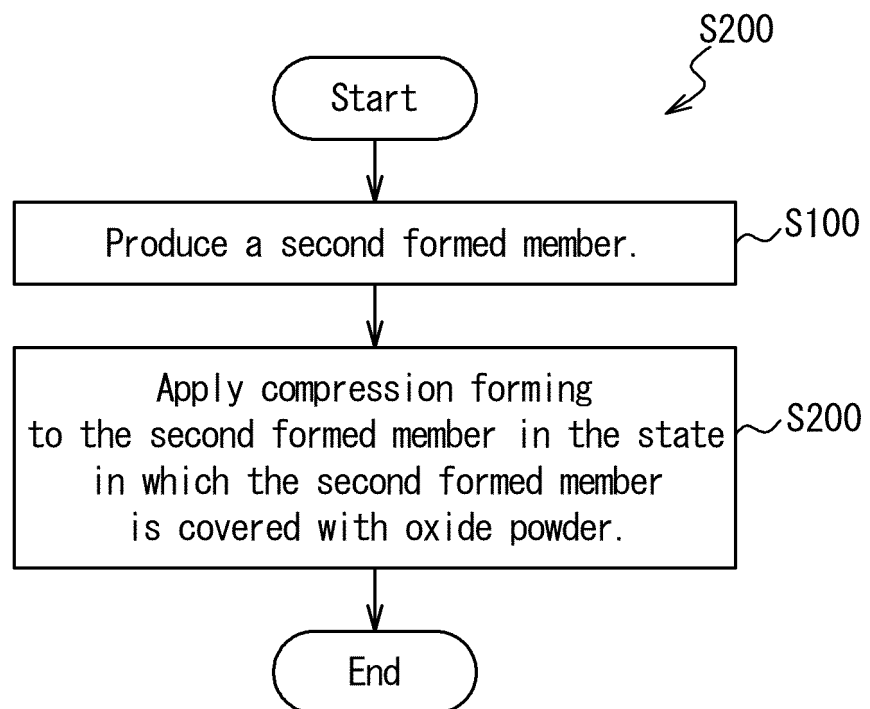 S200
Start
Produce a second formed member.
S100
Apply compression forming
to the second formed member in the state
in which the second formed member
is covered with oxide powder.
S200
End